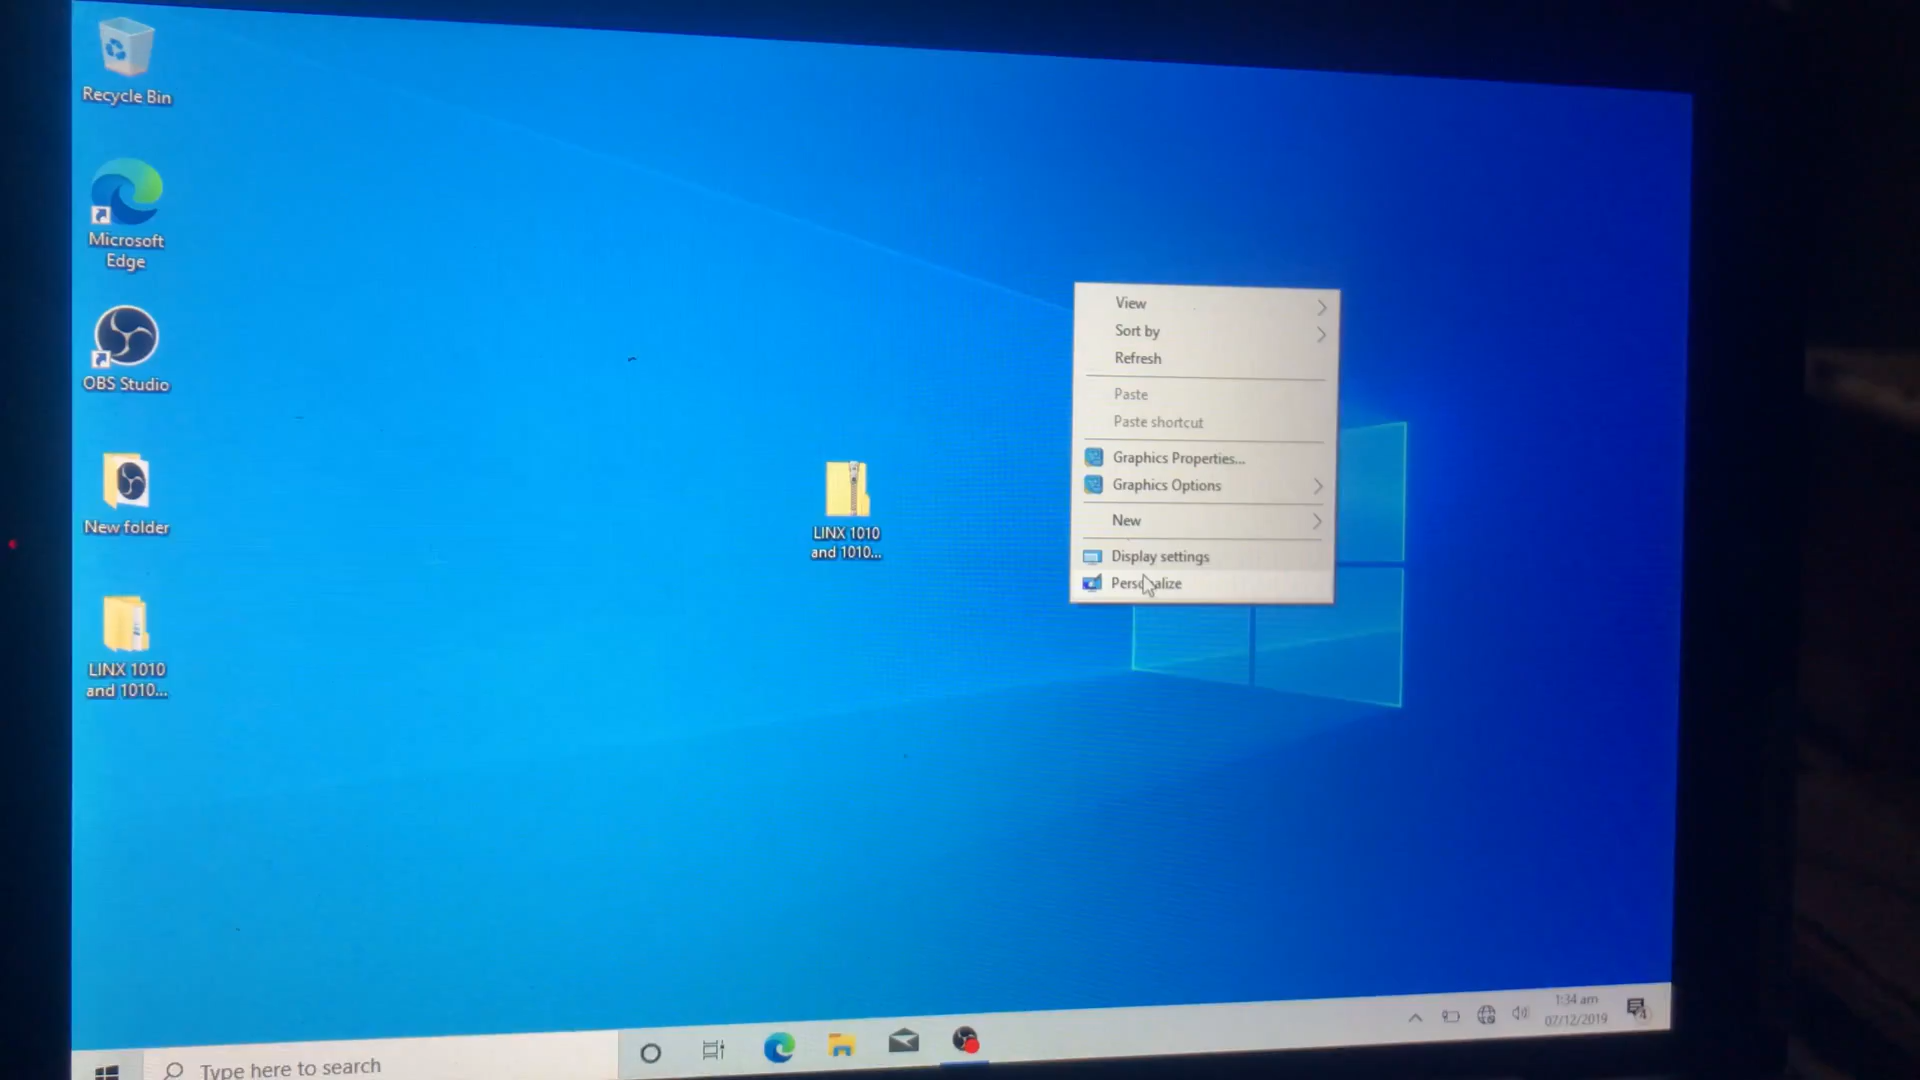 Recycle Bin
Microsoft
Edge
OBS Studio
New folder
LINX 1010
and 1010...
LINX 1010
and 1010...
View
Sort by
Refresh
Paste
Paste shortcut
Graphics Properties...
Graphics Options
New
Display settings
Personalize
Type here to search
1:34 am
07/12/2019
4